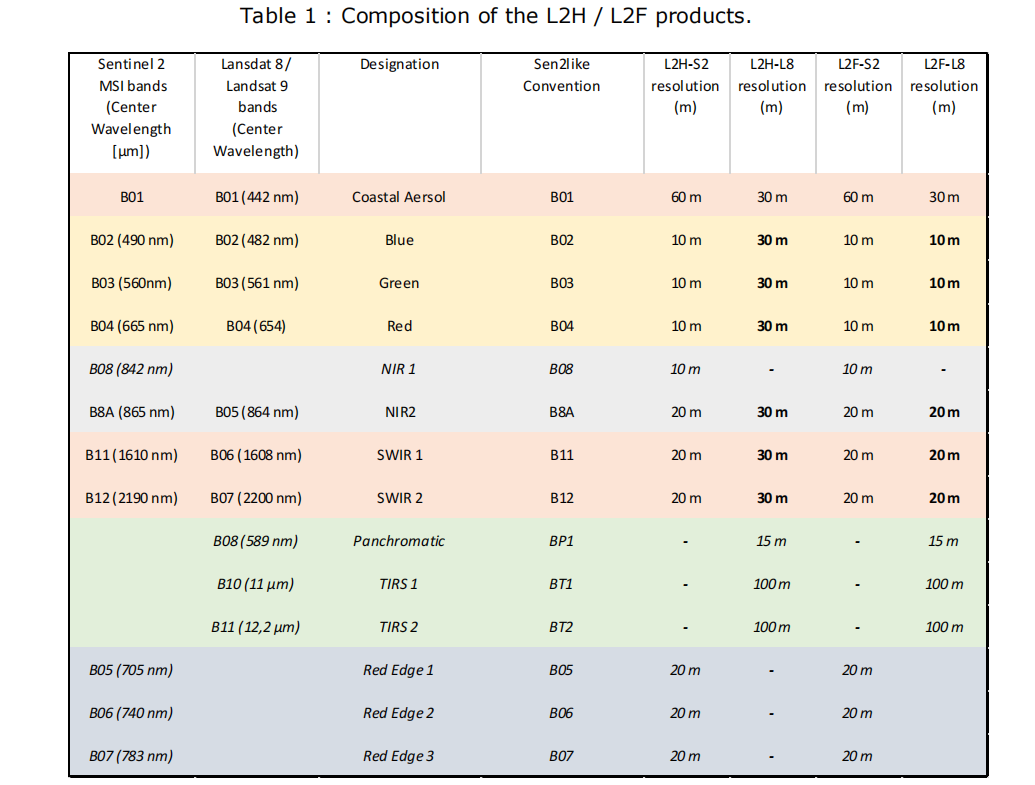 Table 1 : Composition of the L2H / L2F products.
Sentinel 2 MSI bands (Center Wavelength [µm]) Lansdat 8 / Landsat 9 bands (Center Wavelength) Designation Sen2like Convention L2H-S2 resolution (m) L2H-L8 resolution (m) L2F-S2 resolution (m) L2F-L8 resolution (m)
B01 B01 (442 nm) Coastal Aersol B01 60 m 30 m 60 m 30 m
B02 (490 nm) B02 (482 nm) Blue B02 10 m 30 m 10 m 10 m
B03 (560nm) B03 (561 nm) Green B03 10 m 30 m 10 m 10 m
B04 (665 nm) B04 (654) Red B04 10 m 30 m 10 m 10 m
B08 (842 nm) NIR 1 B08 10 m - 10 m -
B8A (865 nm) B05 (864 nm) NIR2 B8A 20 m 30 m 20 m 20 m
B11 (1610 nm) B06 (1608 nm) SWIR 1 B11 20 m 30 m 20 m 20 m
B12 (2190 nm) B07 (2200 nm) SWIR 2 B12 20 m 30 m 20 m 20 m
B08 (589 nm) Panchromatic BP1 - 15 m - 15 m
B10 (11 µm) TIRS 1 BT1 - 100 m - 100 m
B11 (12,2 µm) TIRS 2 BT2 - 100 m - 100 m
B05 (705 nm) Red Edge 1 B05 20 m - 20 m
B06 (740 nm) Red Edge 2 B06 20 m - 20 m
B07 (783 nm) Red Edge 3 B07 20 m - 20 m